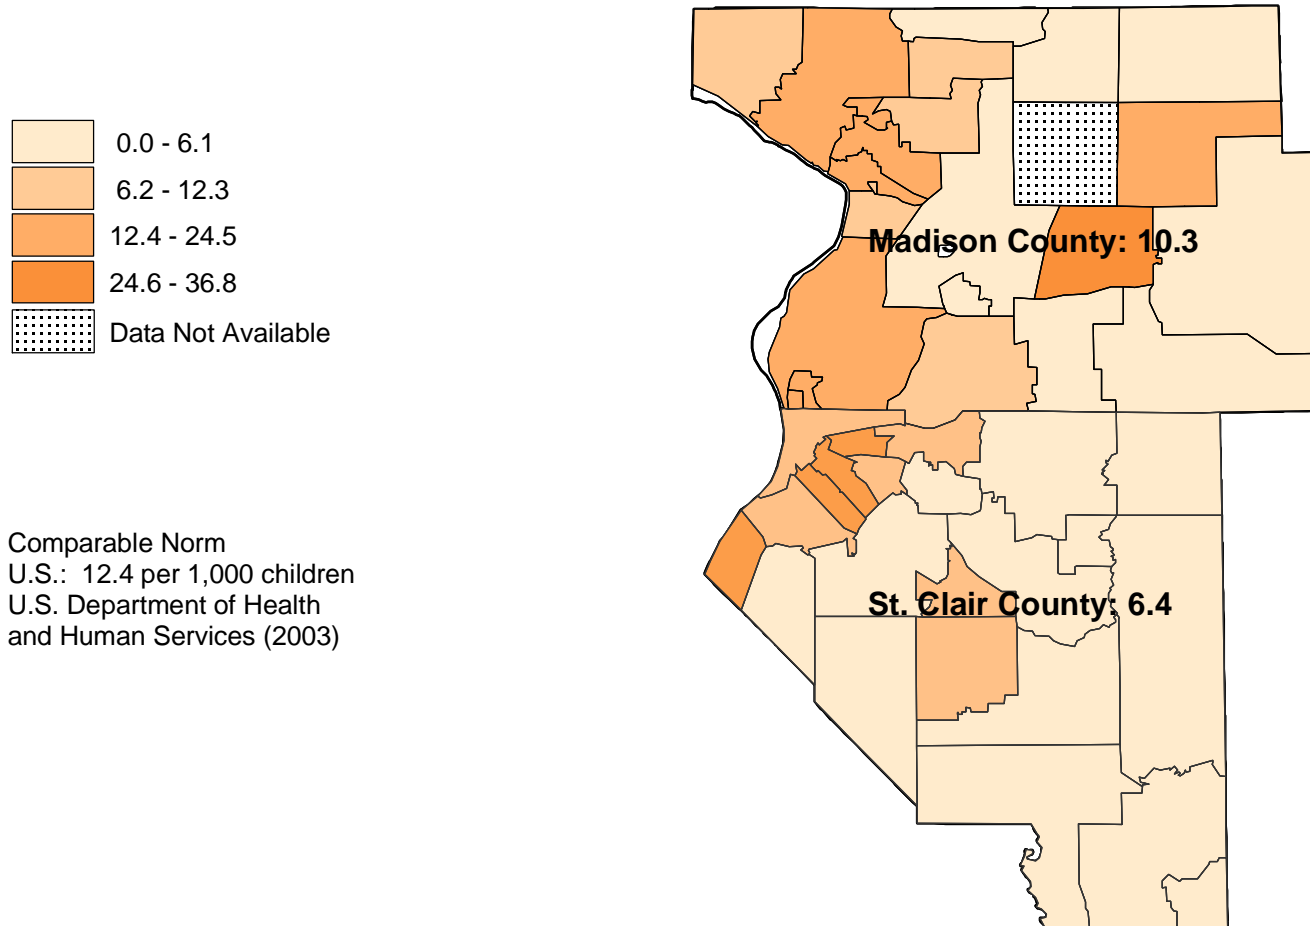 0.0 - 6.1
6.2 - 12.3
12.4 - 24.5
24.6 - 36.8
Data Not Available
Madison County: 10.3
Comparable Norm
U.S.: 12.4 per 1,000 children
U.S. Department of Health
and Human Services (2003)
St. Clair County: 6.4